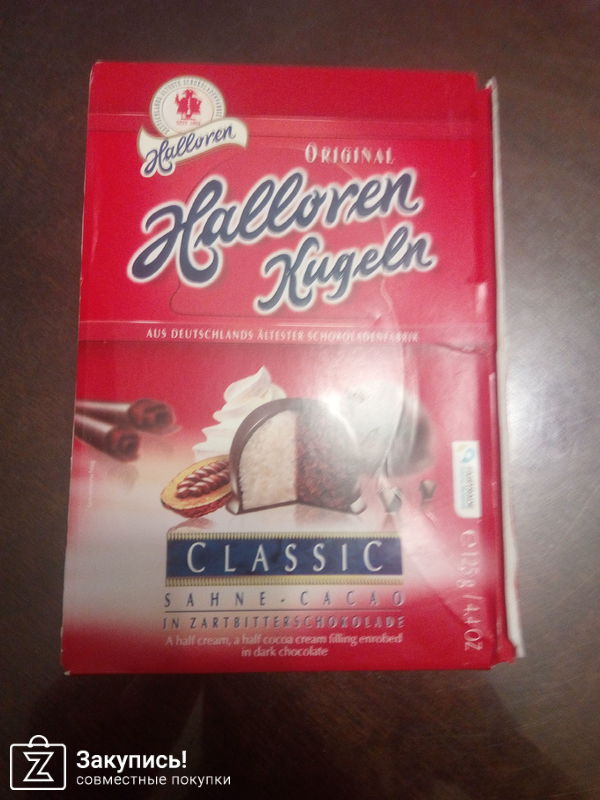 Halloren
ORIGINAL
Halloren
Kugeln
AUS DEUTSCHLANDS ÄLTESTER SCHOKOLADENFABRIK
CLASSIC
SAHNE - CACAO
IN ZARTBITTERSCHOKOLADE
A half cream, a half cocoa cream filling enrobed
in dark chocolate
℮ 125 g / 4,41 OZ
Закупись!
совместные покупки